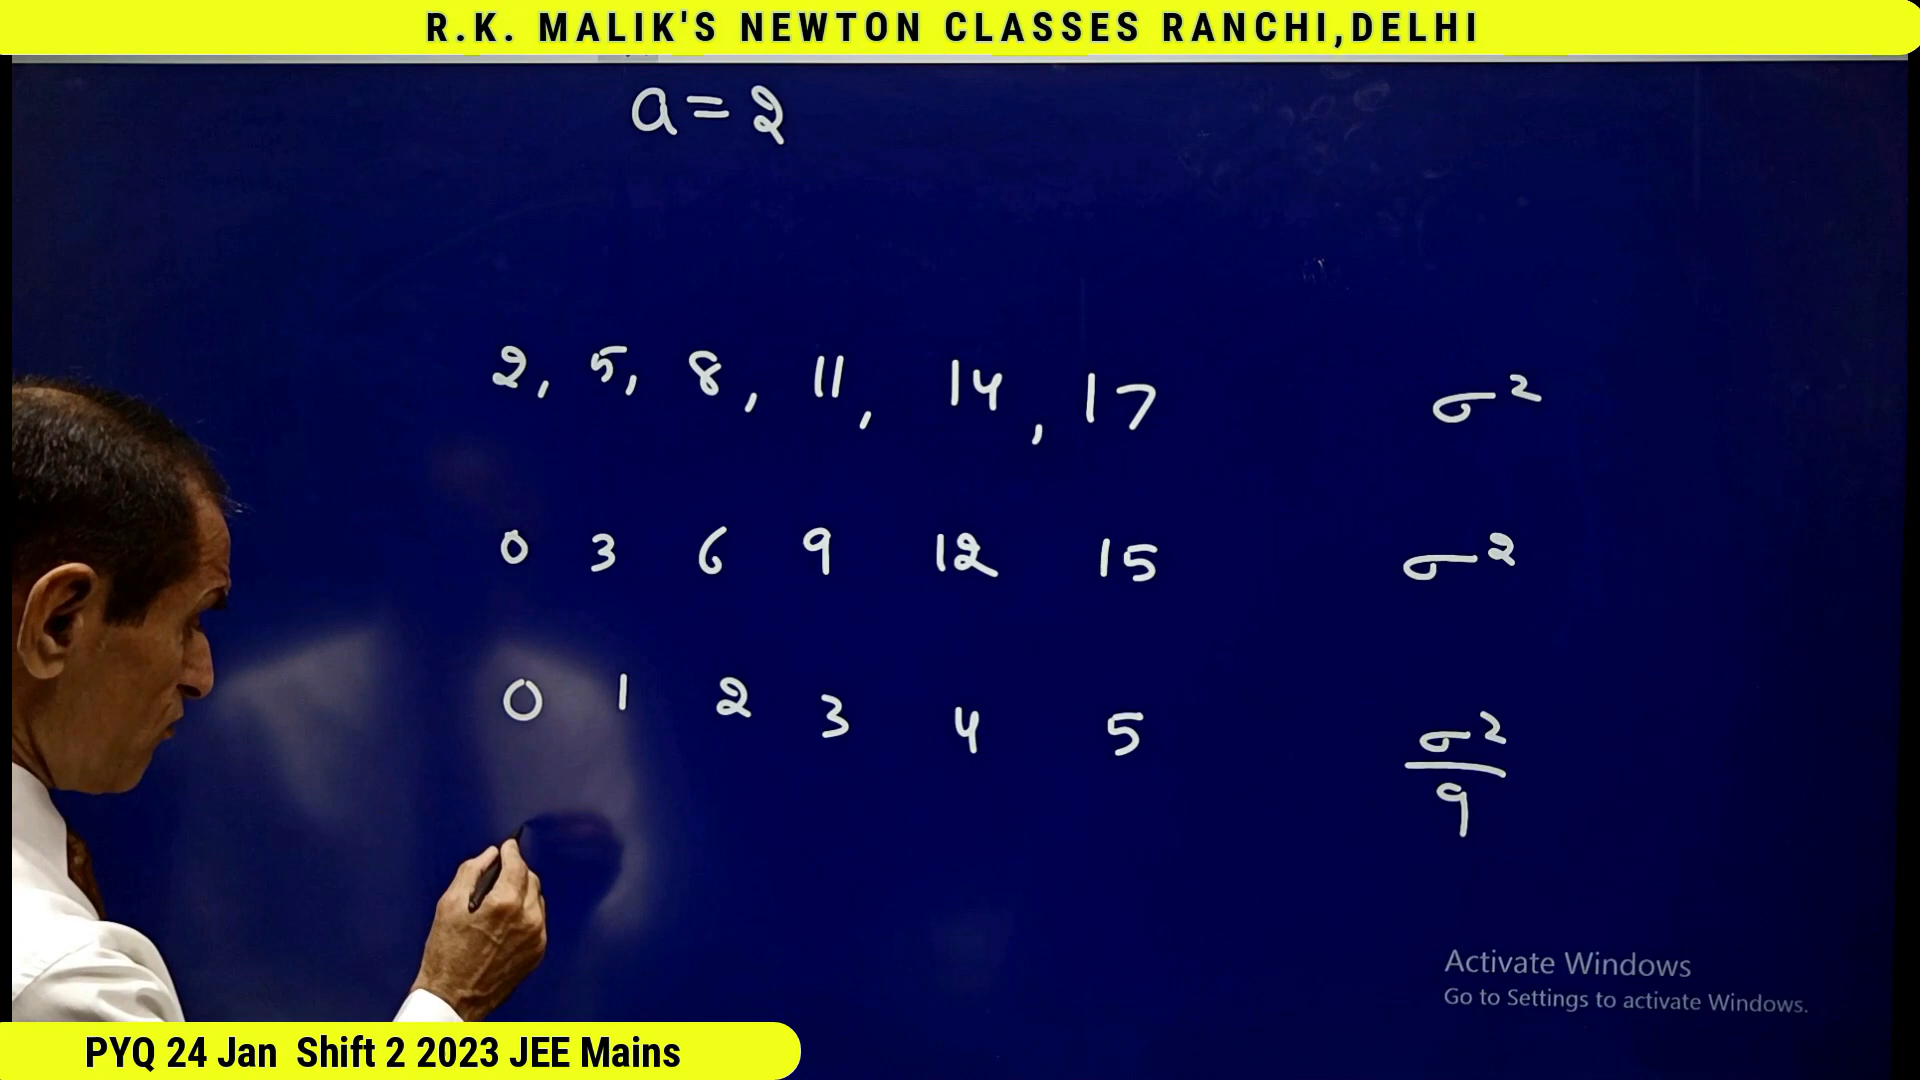 R.K. MALIK'S NEWTON CLASSES RANCHI,DELHI
a = 2
2, 5, 8, 11, 14, 17 σ²
0 3 6 9 12 15 σ²
0 1 2 3 4 5 σ²/9
Activate Windows
Go to Settings to activate Windows.
PYQ 24 Jan Shift 2 2023 JEE Mains